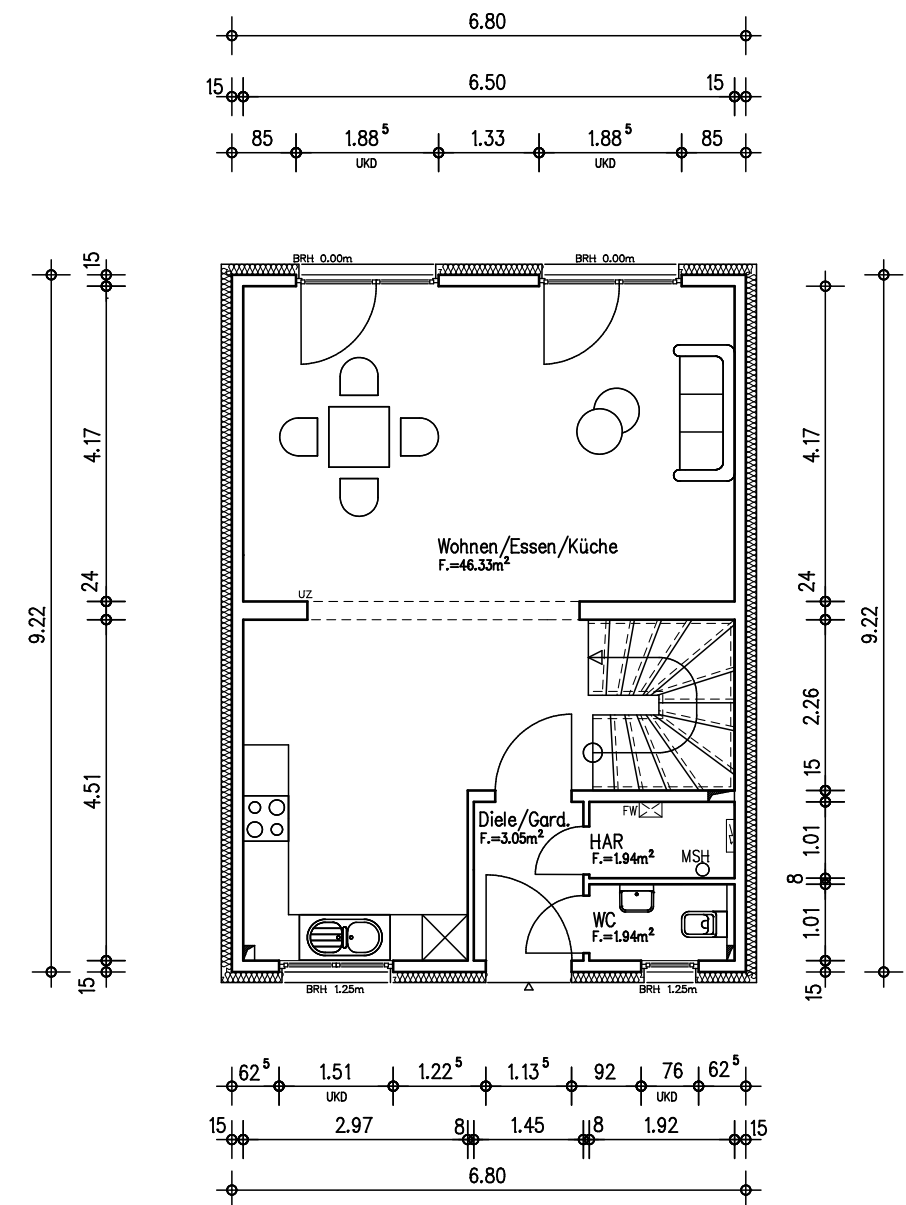 6.80
15 6.50 15
85 1.88⁵ 1.33 1.88⁵ 85
UKD UKD
BRH 0.00m BRH 0.00m
15
4.17 4.17
Wohnen/Essen/Küche
F.=46.33m²
UZ
24 24
9.22 9.22
2.26
4.51 15
Diele/Gard.
F.=3.05m²
FW
HAR
F.=1.94m²
MSH
1.01
8
WC
F.=1.94m²
1.01
15 15
BRH 1.25m BRH 1.25m
62⁵ 1.51 1.22⁵ 1.13⁵ 92 76 62⁵
UKD UKD
15 2.97 8 1.45 8 1.92 15
6.80